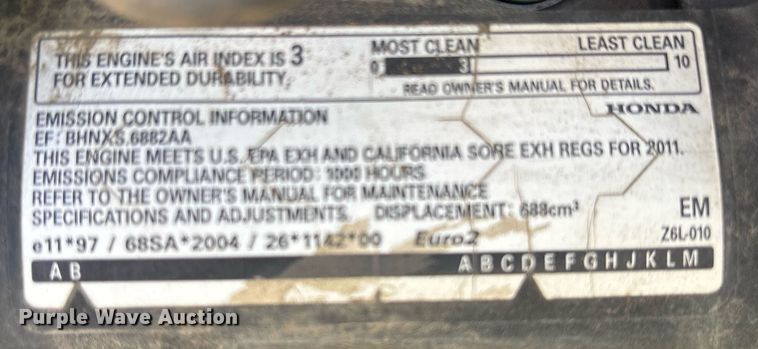 THIS ENGINE'S AIR INDEX IS 3
FOR EXTENDED DURABILITY.
MOST CLEAN LEAST CLEAN
0 3 10
READ OWNER'S MANUAL FOR DETAILS.
EMISSION CONTROL INFORMATION HONDA
EF: BHNXS.6882AA
THIS ENGINE MEETS U.S. EPA EXH AND CALIFORNIA SORE EXH REGS FOR 2011.
EMISSIONS COMPLIANCE PERIOD: HOURS
REFER TO THE OWNER'S MANUAL FOR MAINTENANCE
SPECIFICATIONS AND ADJUSTMENTS. DISPLACEMENT: 688cm³ EM
e11*97 / 68SA*2004 / 26*1142*00 Euro2 Z6L-010
A B A B C D E F G H J K L M
Purple Wave Auction